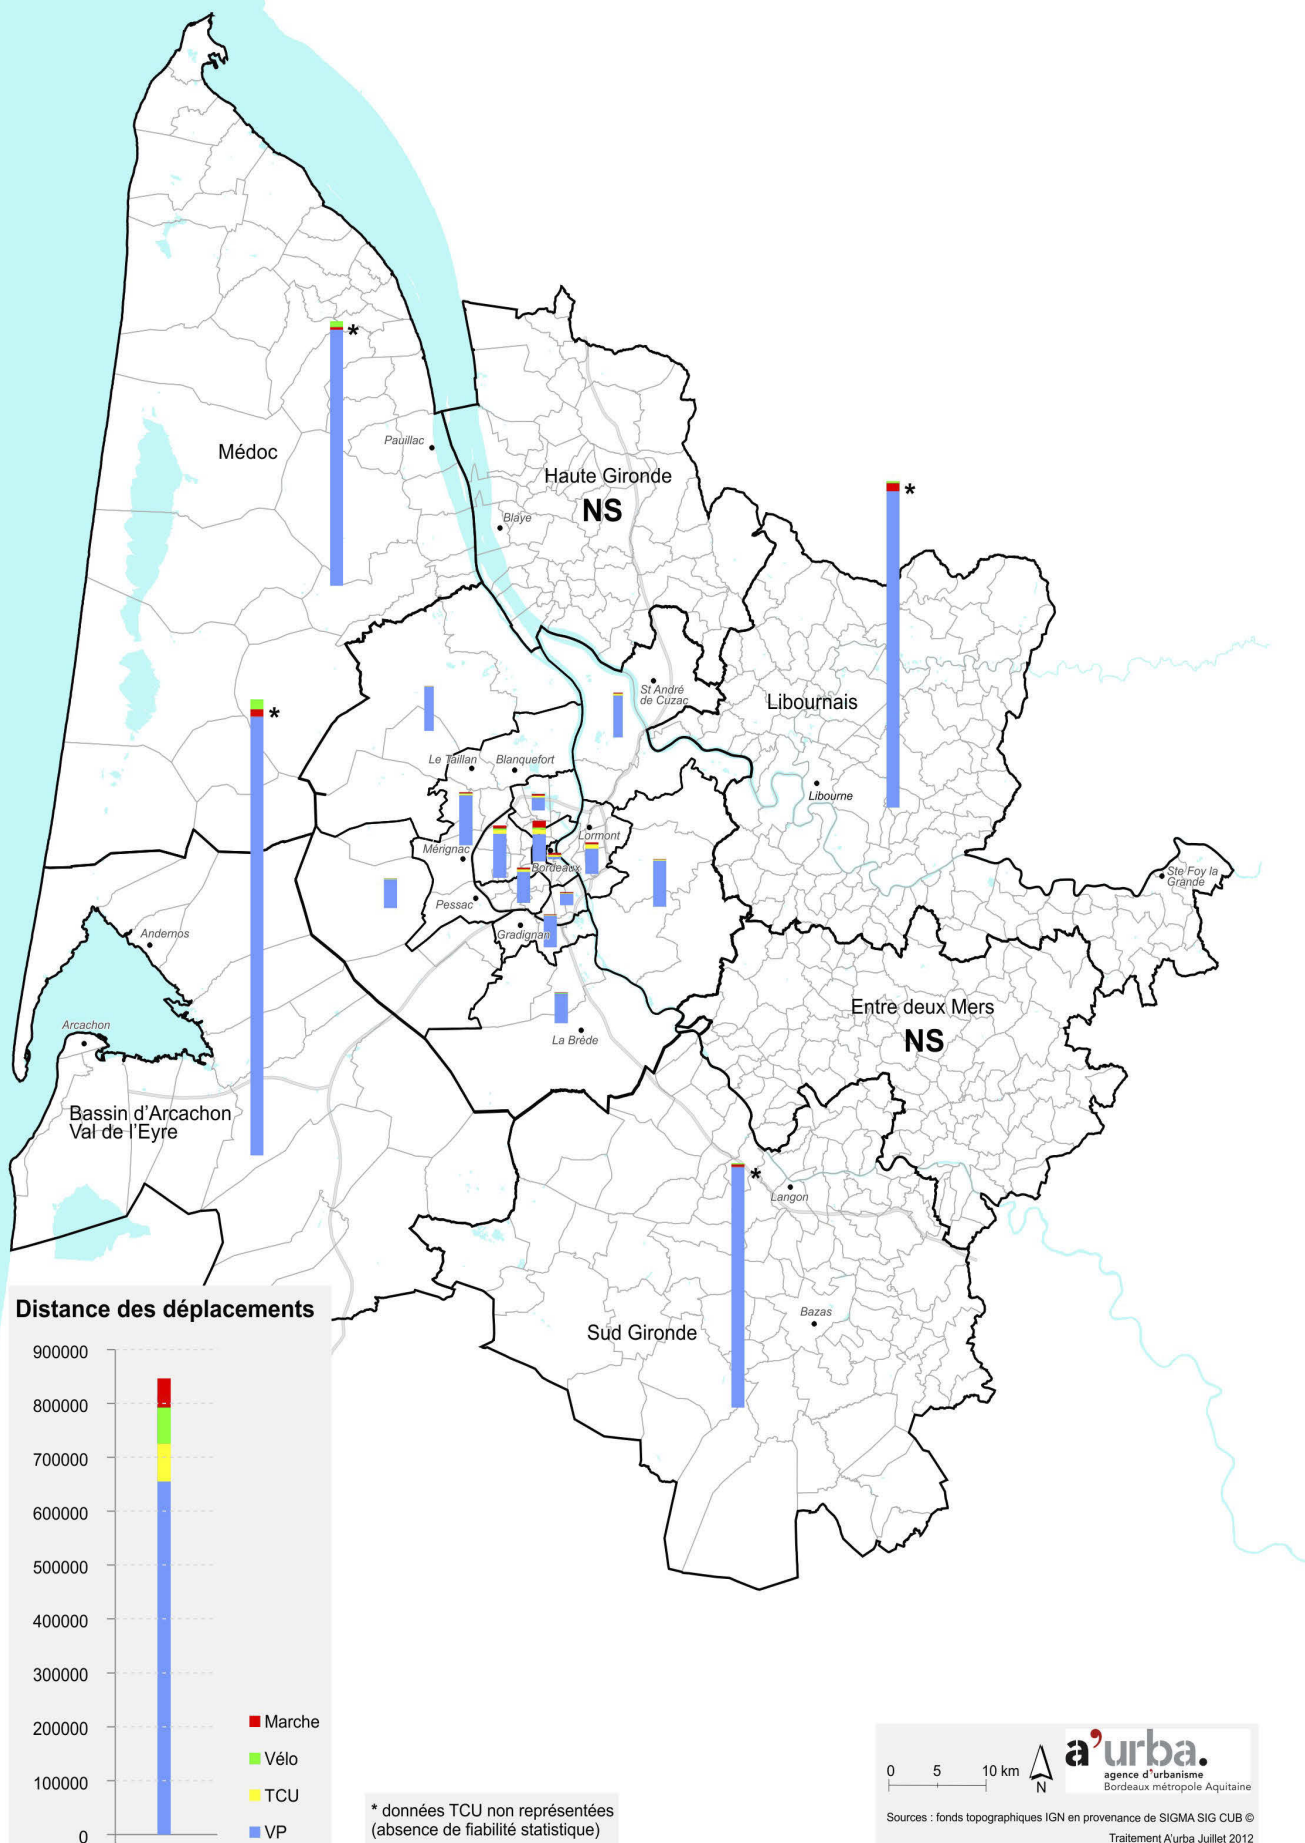 *
Médoc
Pauillac
Haute Gironde
NS
Blaye
*
St André
de Cuzac
Libournais
*
Le Taillan
Blanquefort
Libourne
Lormont
Mérignac
Bordeaux
Ste Foy la
Grande
Pessac
Gradignan
Andernos
Arcachon
La Brède
Entre deux Mers
NS
Bassin d'Arcachon
Val de l'Eyre
*
Langon
Bazas
Sud Gironde
Distance des déplacements
900000
800000
700000
600000
500000
400000
300000
200000
100000
0
Marche
Vélo
TCU
VP
* données TCU non représentées
(absence de fiabilité statistique)
0 5 10 km
N
a'urba.
agence d'urbanisme
Bordeaux métropole Aquitaine
Sources : fonds topographiques IGN en provenance de SIGMA SIG CUB ©
Traitement A'urba Juillet 2012